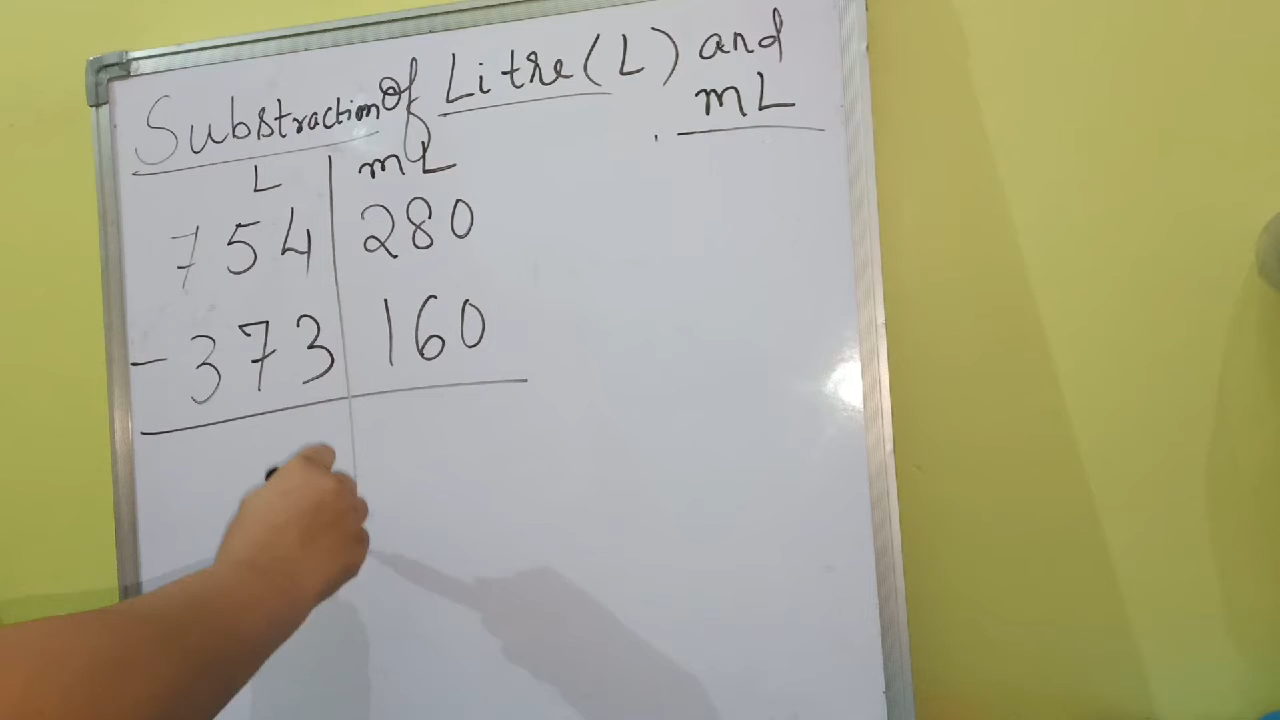 Substraction Of Litre (L) and
mL
L mL
754 280
- 373 160